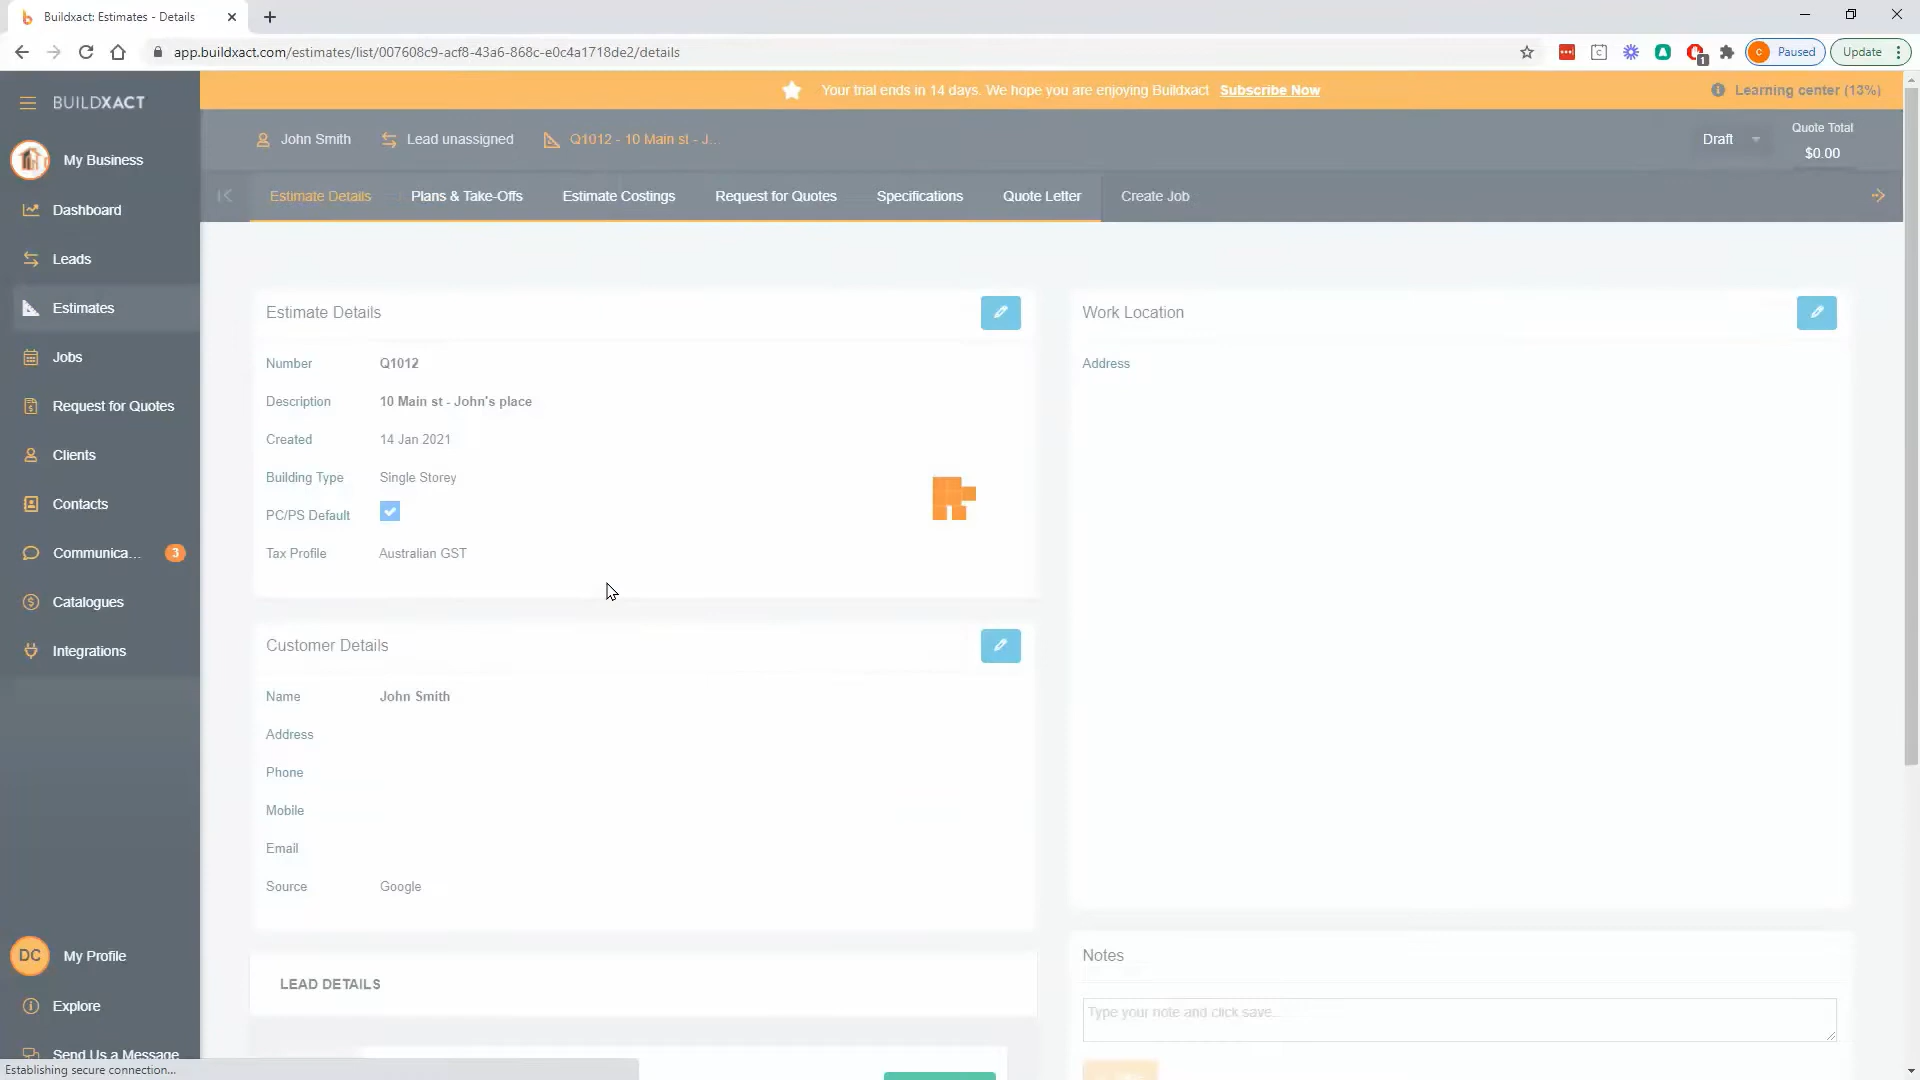 Buildxact: Estimates - Details
app.buildxact.com/estimates/list/007608c9-acf8-43a6-868c-e0c4a1718de2/details
C
1
C
Paused
Update
BUILDXACT
Your trial ends in 14 days. We hope you are enjoying Buildxact Subscribe Now
Learning center (13%)
John Smith
Lead unassigned
Q1012 - 10 Main st - J...
Draft
Quote Total
$0.00
My Business
Dashboard
Leads
Estimates
Jobs
Request for Quotes
Clients
Contacts
Communica... 3
Catalogues
Integrations
DC My Profile
Explore
Send Us a Message
Estimate Details
Plans & Take-Offs
Estimate Costings
Request for Quotes
Specifications
Quote Letter
Create Job
Estimate Details
Number Q1012
Description 10 Main st - John's place
Created 14 Jan 2021
Building Type Single Storey
PC/PS Default
Tax Profile Australian GST
Customer Details
Name John Smith
Address
Phone
Mobile
Email
Source Google
LEAD DETAILS
Work Location
Address
Notes
Type your note and click save...
Establishing secure connection...